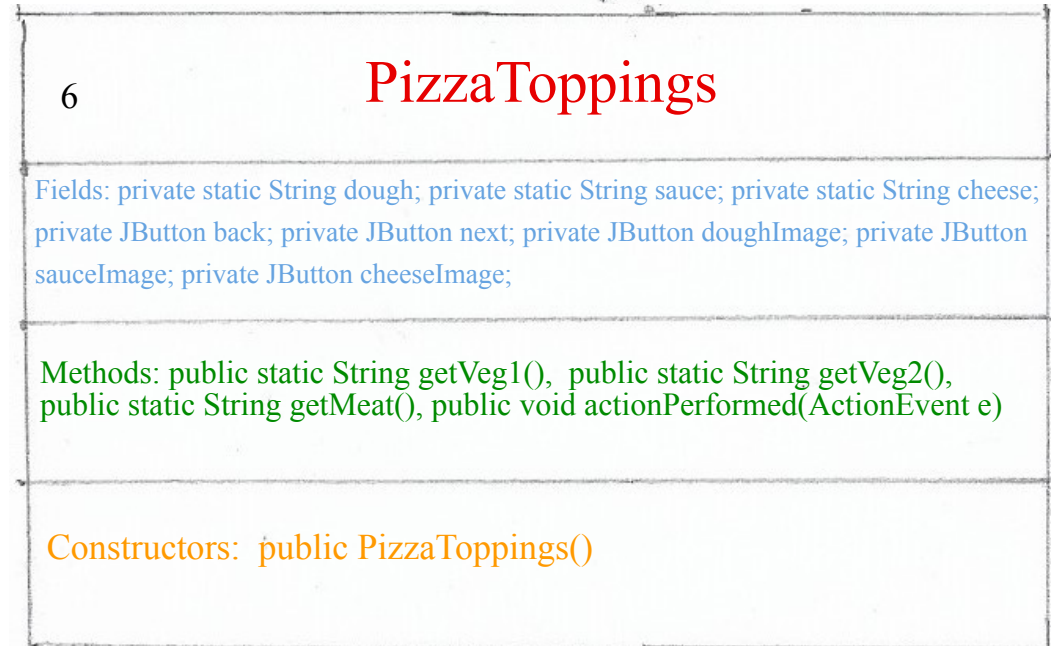 6
PizzaToppings
Fields: private static String dough; private static String sauce; private static String cheese;
private JButton back; private JButton next; private JButton doughImage; private JButton
sauceImage; private JButton cheeseImage;
Methods: public static String getVeg1(),  public static String getVeg2(),
public static String getMeat(), public void actionPerformed(ActionEvent e)
Constructors:  public PizzaToppings()